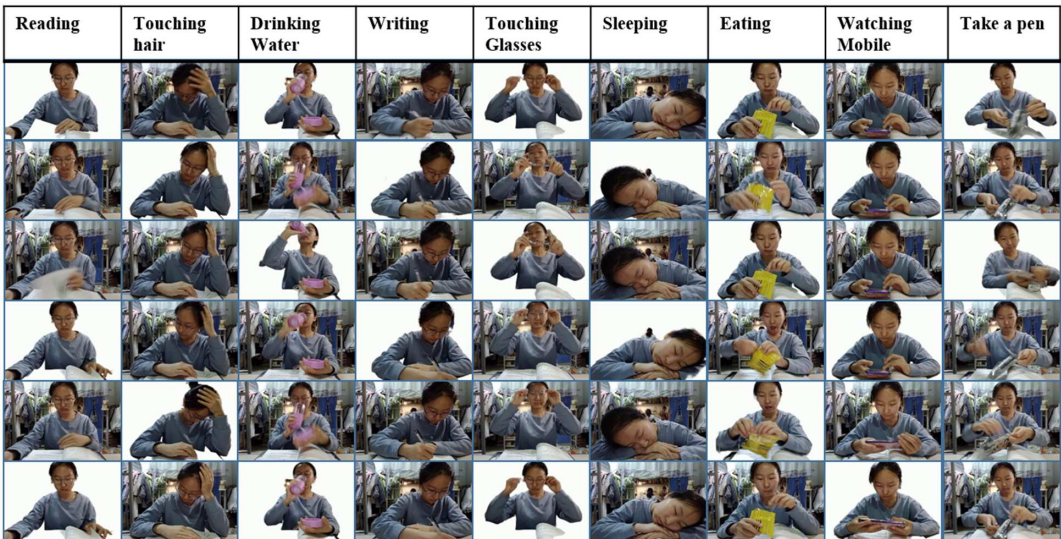 Reading
Touching
hair
Drinking
Water
Writing
Touching
Glasses
Sleeping
Eating
Watching
Mobile
Take a pen